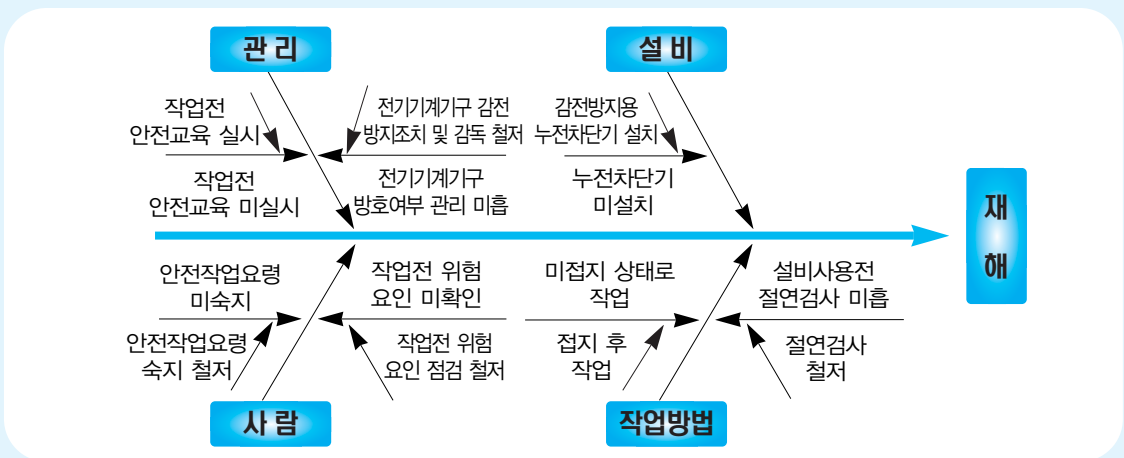 관리
설비
작업전
안전교육 실시
전기기계기구 감전
방지조치 및 감독 철저
감전방지용
누전차단기 설치
작업전
안전교육 미실시
전기기계기구
방호여부 관리 미흡
누전차단기
미설치
재
해
안전작업요령
미숙지
작업전 위험
요인 미확인
미접지 상태로
작업
설비사용전
절연검사 미흡
안전작업요령
숙지 철저
작업전 위험
요인 점검 철저
접지 후
작업
절연검사
철저
사람
작업방법